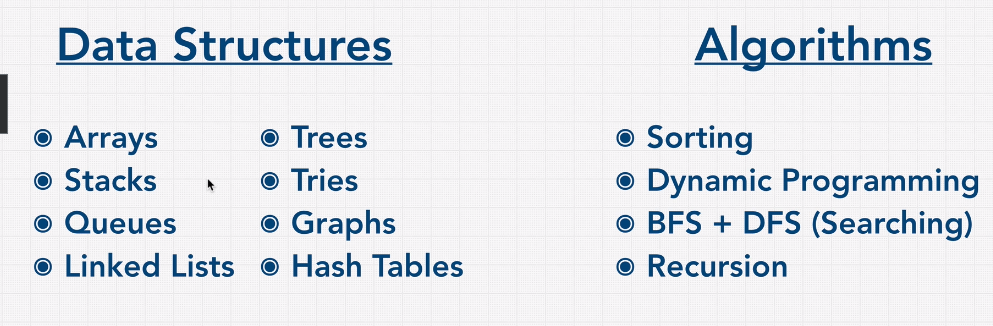 Data Structures
Arrays
Stacks
Queues
Linked Lists
Trees
Tries
Graphs
Hash Tables
Algorithms
Sorting
Dynamic Programming
BFS + DFS (Searching)
Recursion